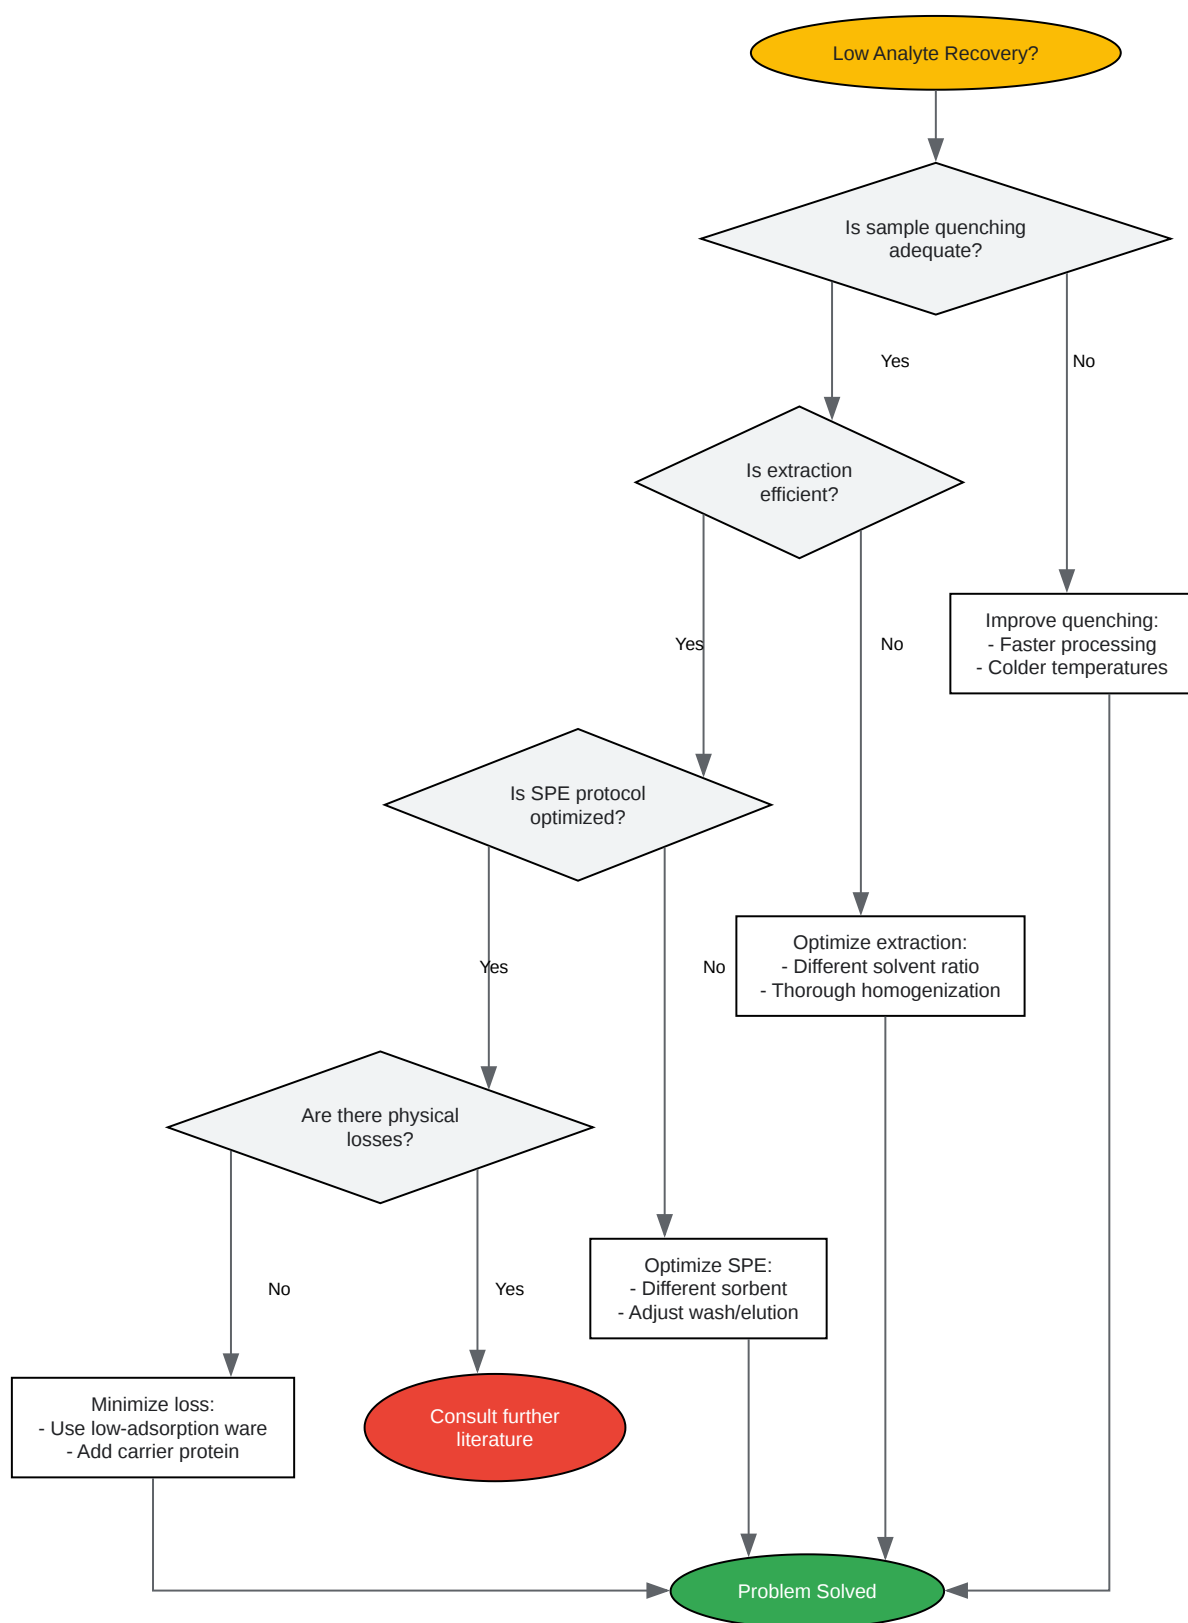 Low Analyte Recovery?
Is sample quenching
adequate?
Yes
No
Is extraction
efficient?
Improve quenching:
- Faster processing
- Colder temperatures
Yes
No
Is SPE protocol
optimized?
Optimize extraction:
- Different solvent ratio
- Thorough homogenization
Yes
No
Are there physical
losses?
Optimize SPE:
- Different sorbent
- Adjust wash/elution
No
Yes
Minimize loss:
- Use low-adsorption ware
- Add carrier protein
Consult further
literature
Problem Solved